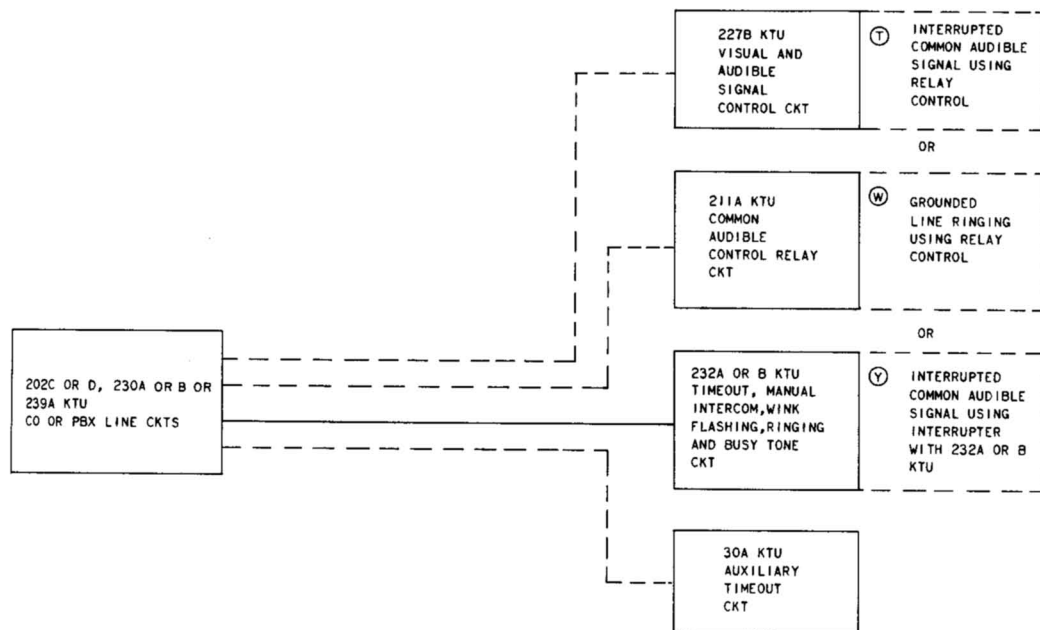 227B KTU
VISUAL AND
AUDIBLE
SIGNAL
CONTROL CKT
T
INTERRUPTED
COMMON AUDIBLE
SIGNAL USING
RELAY
CONTROL
OR
211A KTU
COMMON
AUDIBLE
CONTROL RELAY
CKT
W
GROUNDED
LINE RINGING
USING RELAY
CONTROL
OR
202C OR D, 230A OR B OR
239A KTU
CO OR PBX LINE CKTS
232A OR B KTU
TIMEOUT, MANUAL
INTERCOM,WINK
FLASHING,RINGING
AND BUSY TONE
CKT
Y
INTERRUPTED
COMMON AUDIBLE
SIGNAL USING
INTERRUPTER
WITH 232A OR B
KTU
30A KTU
AUXILIARY
TIMEOUT
CKT